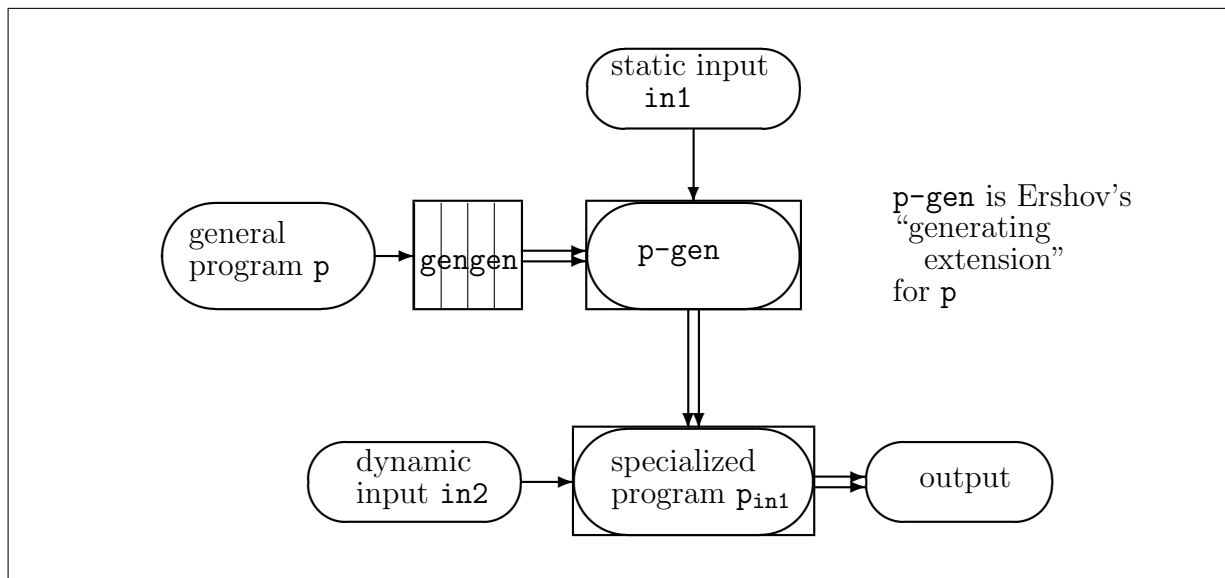 static input
in1
p-gen is Ershov's
“generating
extension”
for p
general
program p
gengen
p-gen
dynamic
input in2
specialized
program p_in1
output